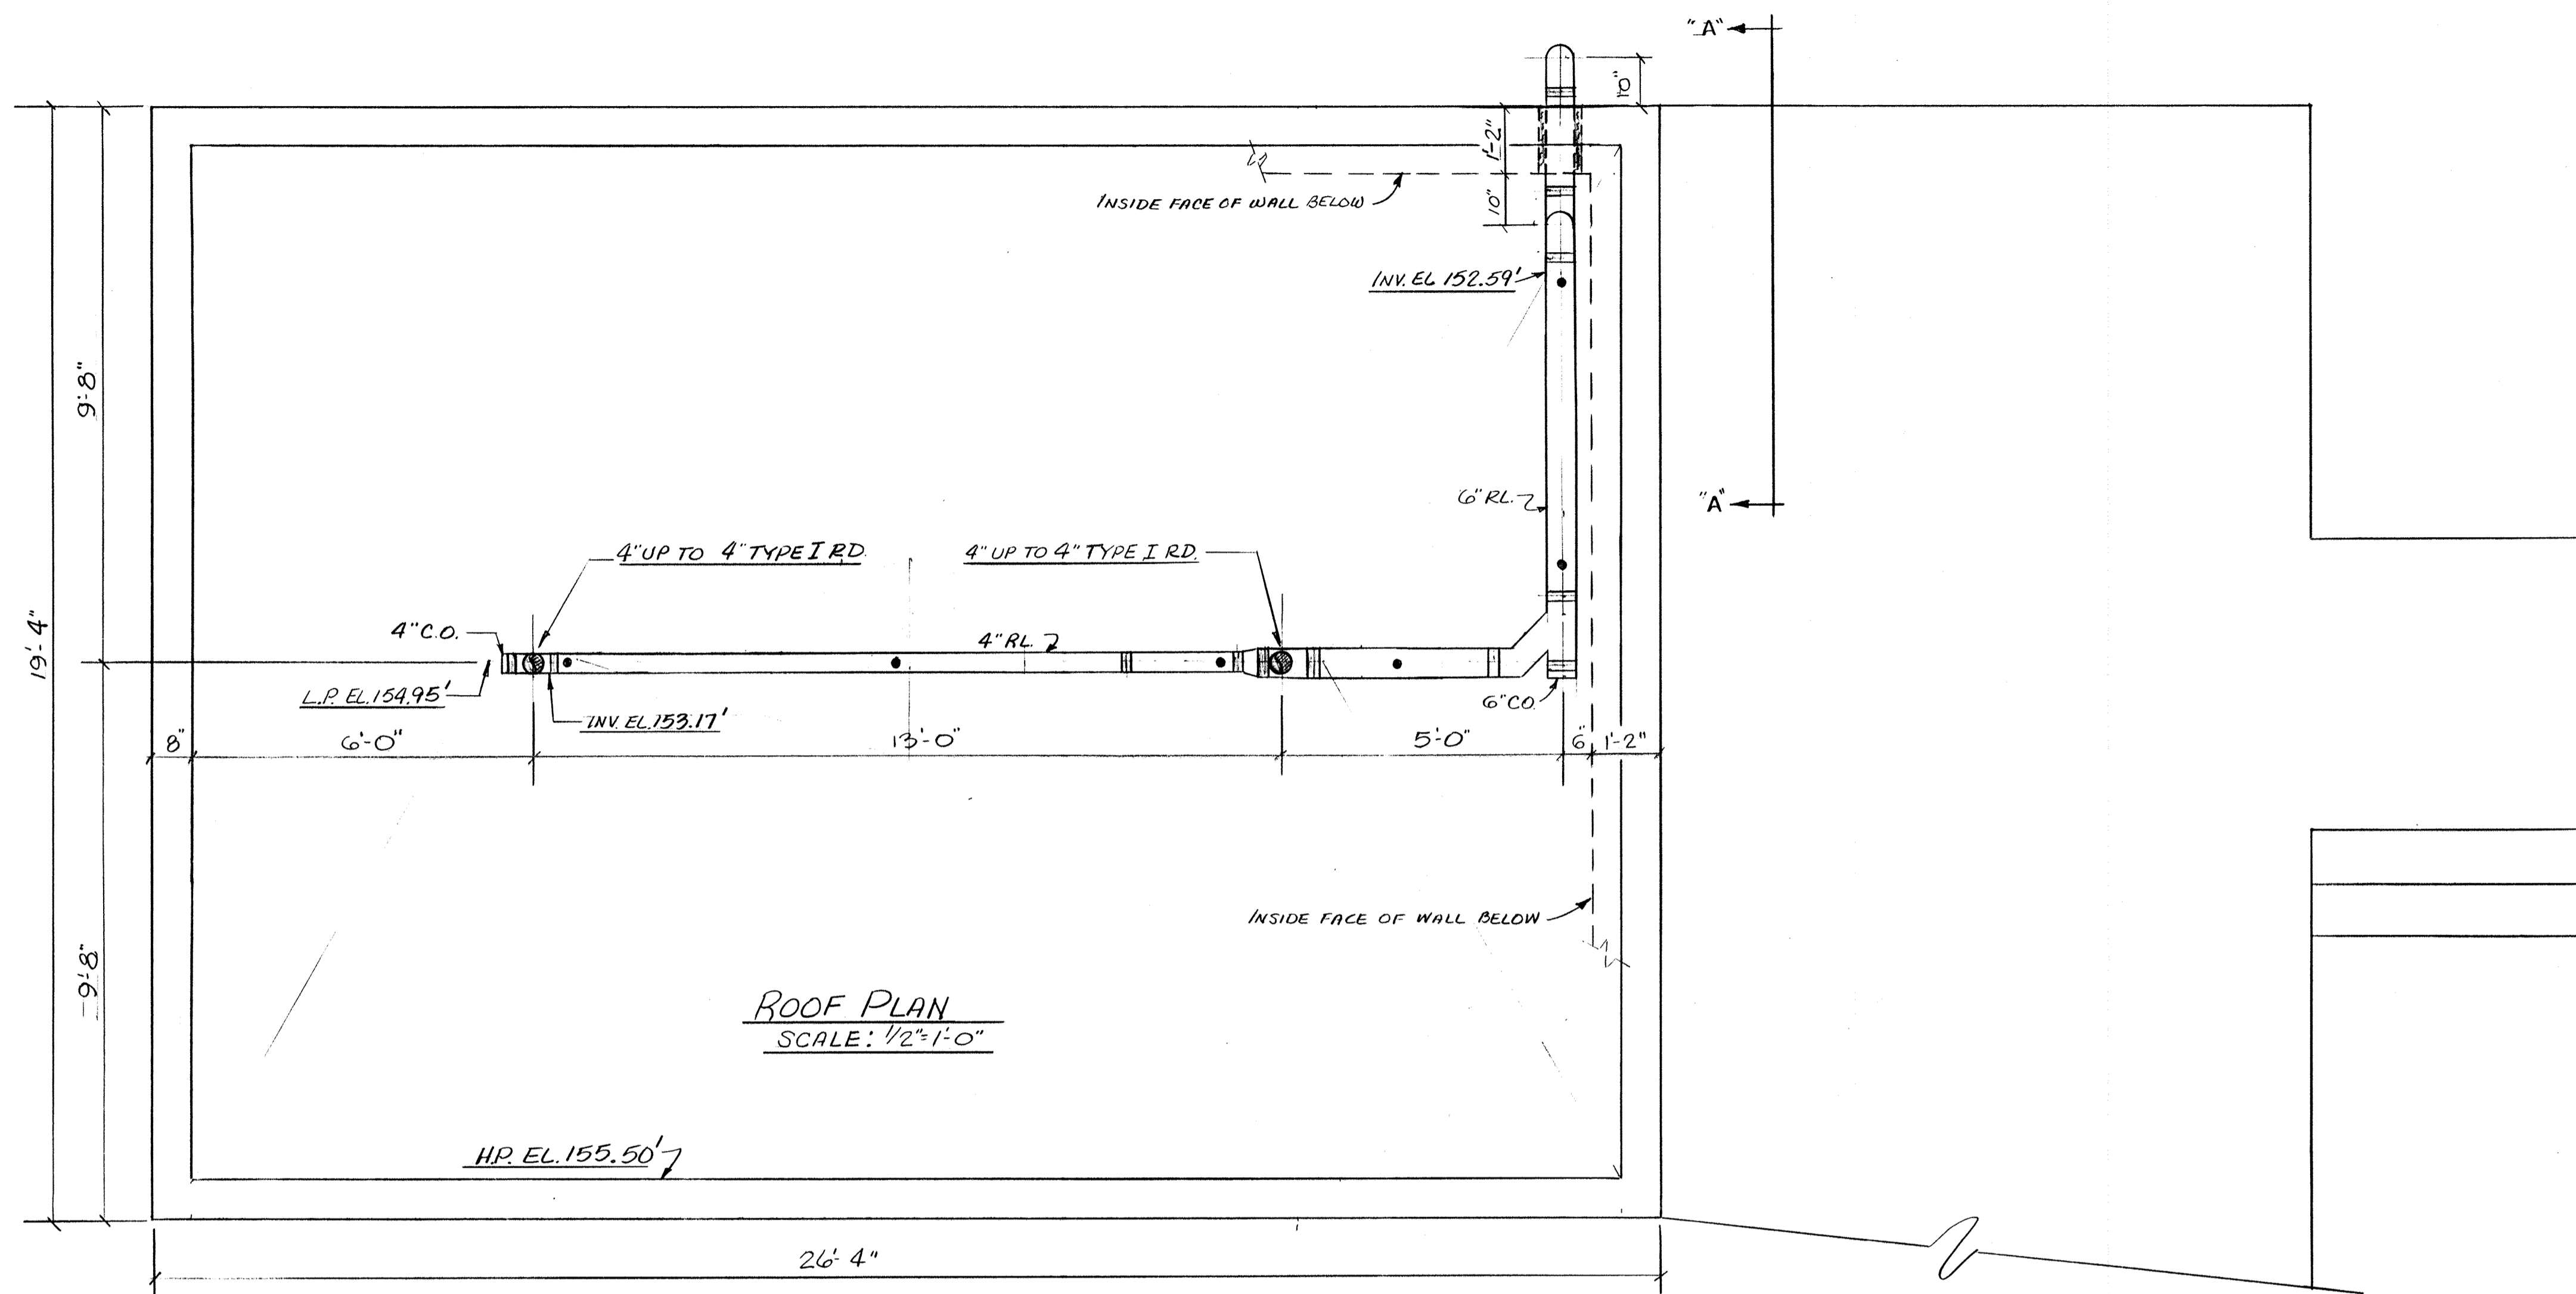 "A"
10"
1'-2"
INSIDE FACE OF WALL BELOW
10"
INV. EL 152.59'
9'-8"
6" RL.
"A"
4" UP TO 4" TYPE I RD.
4" UP TO 4" TYPE I RD.
19'-4"
4" C.O.
4" RL.
L.P. EL. 154.95'
INV. EL. 153.17'
6" CO.
8"
6'-0"
13'-0"
5'-0"
6"
1'-2"
INSIDE FACE OF WALL BELOW
9'-8"
ROOF PLAN
SCALE: 1/2"=1'-0"
H.P. EL. 155.50'
26'-4"